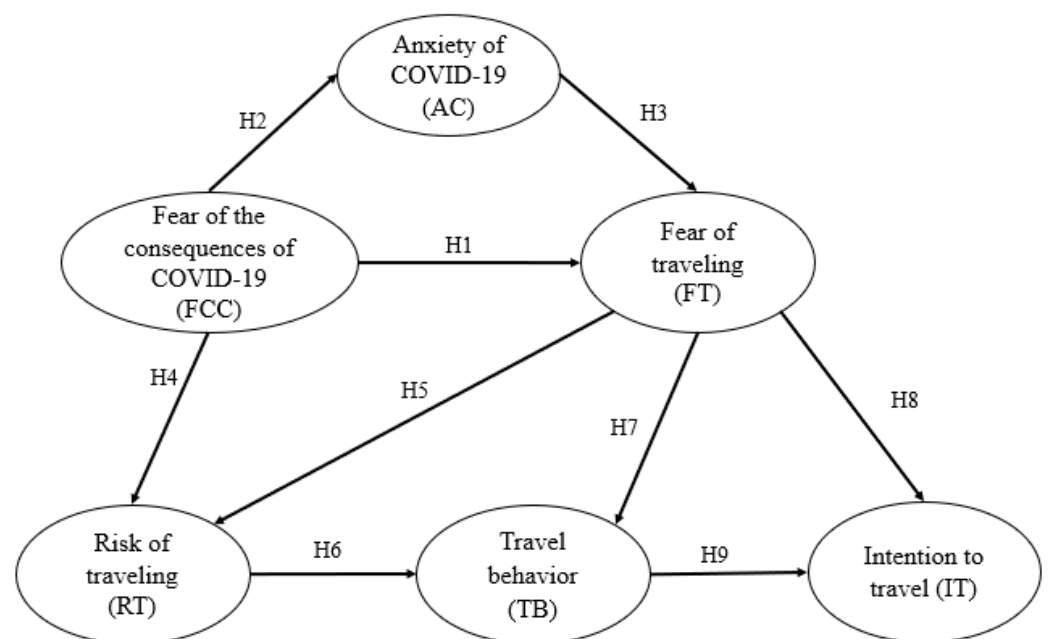 Anxiety of
COVID-19
(AC)
H2
H3
Fear of the
consequences of
COVID-19
(FCC)
H1
Fear of
traveling
(FT)
H4
H5
H7
H8
Risk of
traveling
(RT)
H6
Travel
behavior
(TB)
H9
Intention to
travel (IT)